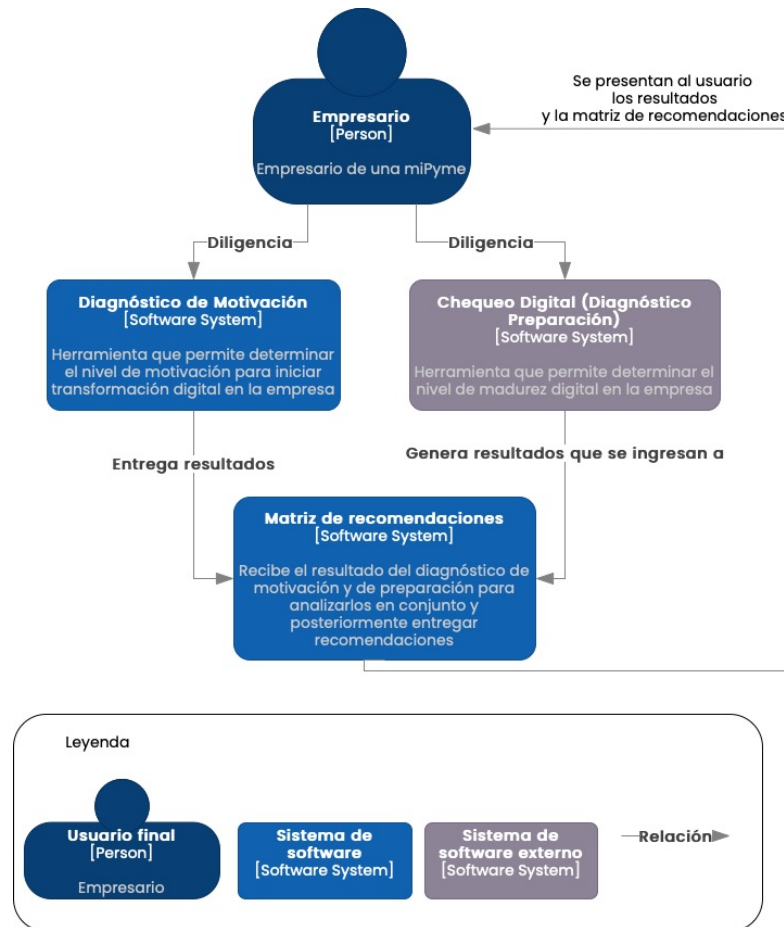 Se presentan al usuario
los resultados
y la matriz de recomendaciones
Empresario
[Person]
Empresario de una miPyme
Diligencia
Diligencia
Diagnóstico de Motivación
[Software System]
Herramienta que permite determinar
el nivel de motivación para iniciar
transformación digital en la empresa
Chequeo Digital (Diagnóstico
Preparación)
[Software System]
Herramienta que permite determinar el
nivel de madurez digital en la empresa
Entrega resultados
Genera resultados que se ingresan a
Matriz de recomendaciones
[Software System]
Recibe el resultado del diagnóstico de
motivación y de preparación para
analizarlos en conjunto y
posteriormente entregar
recomendaciones
Leyenda
Usuario final
[Person]
Empresario
Sistema de
software
[Software System]
Sistema de
software externo
[Software System]
Relación